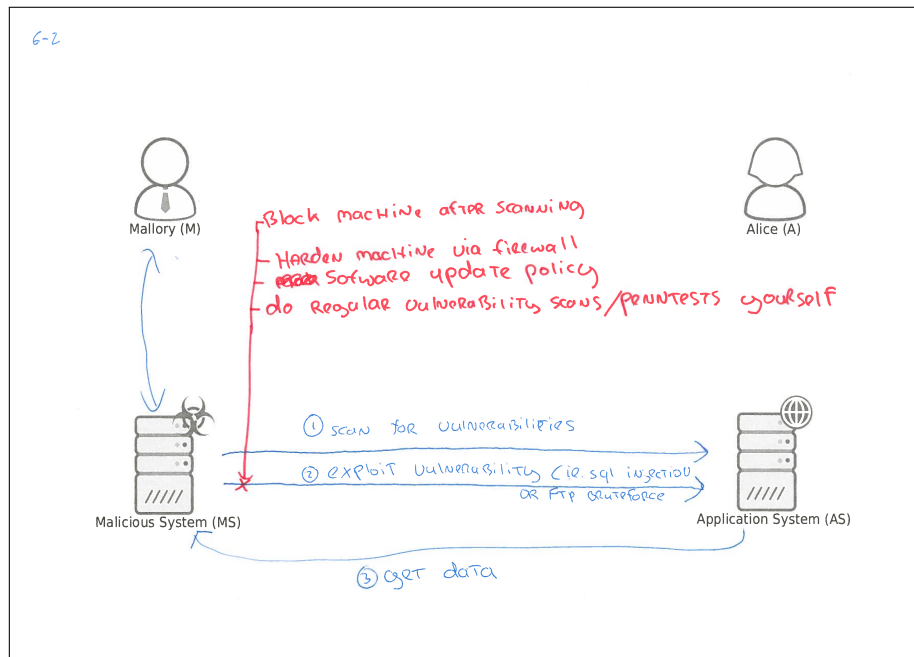 6-2
Mallory (M)
Alice (A)
Block machine after scanning
Harden machine via firewall
Sofware update policy
do Regular vulnerability scans/penntests yourself
① scan for vulnerabilities
② exploit vulnerability (ie. sql injection
or FTP bruteforce
Malicious System (MS)
Application System (AS)
③ get data